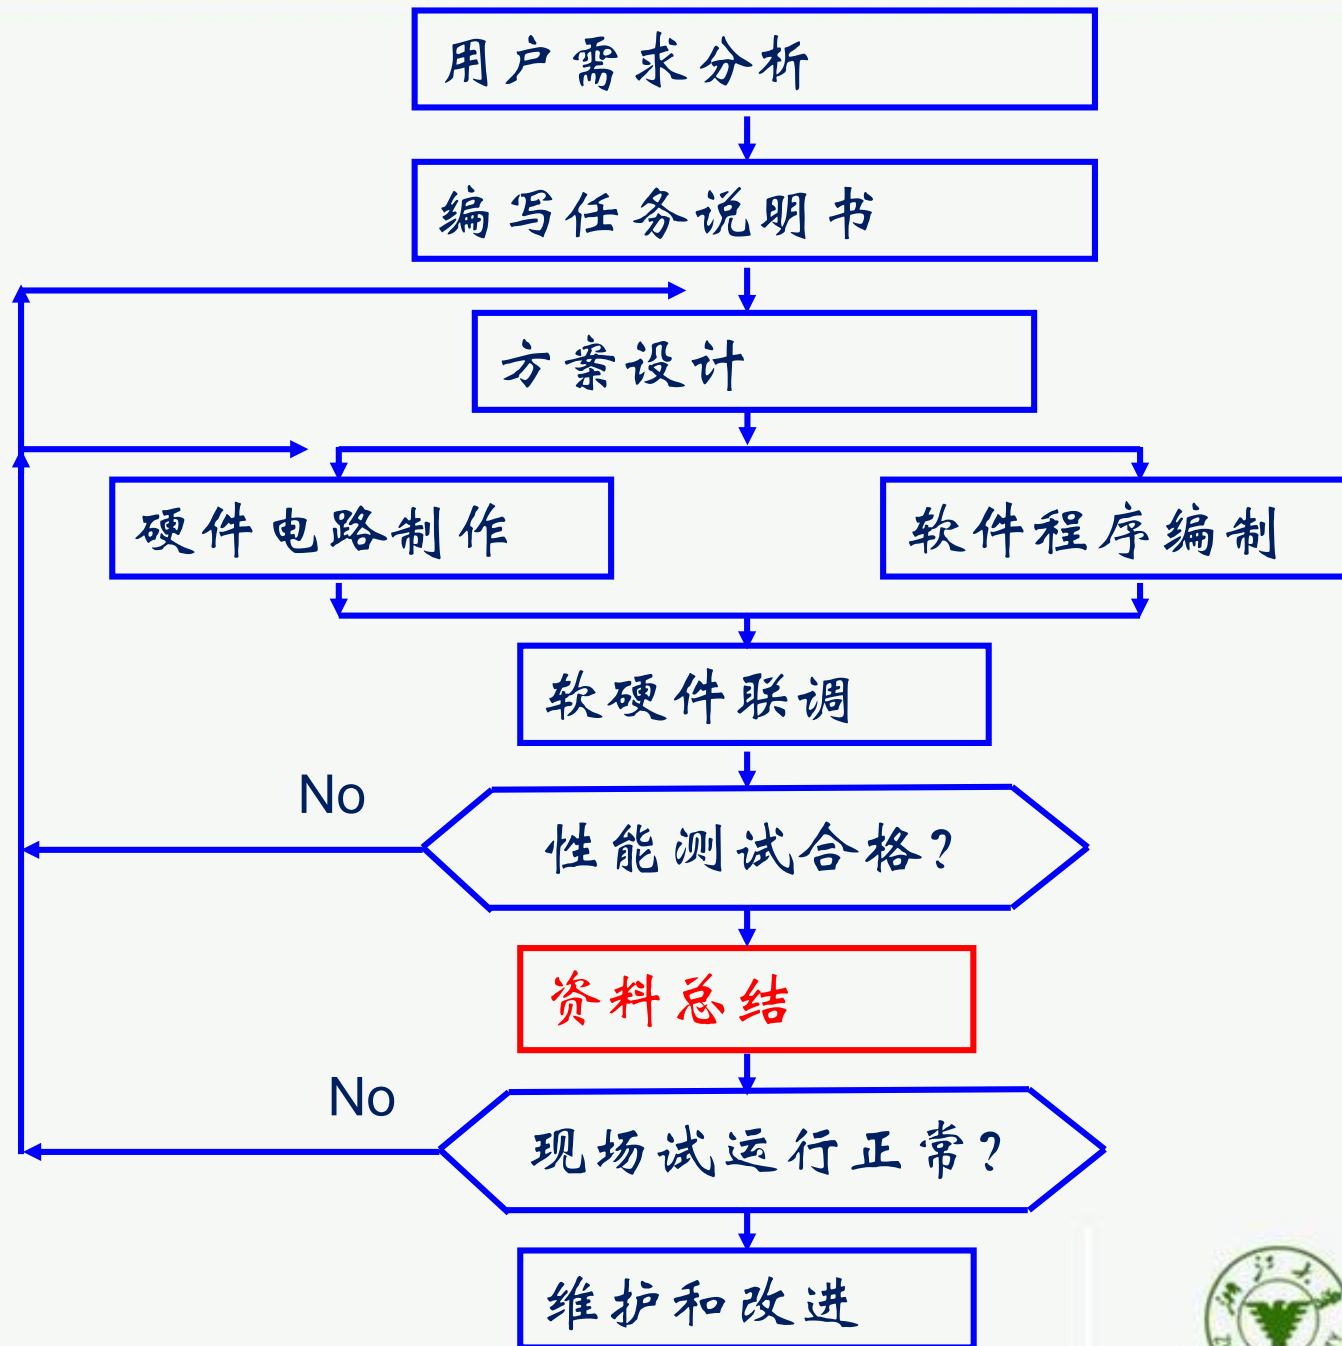 用户需求分析
编写任务说明书
方案设计
硬件电路制作
软件程序编制
软硬件联调
No
性能测试合格?
资料总结
No
现场试运行正常?
维护和改进